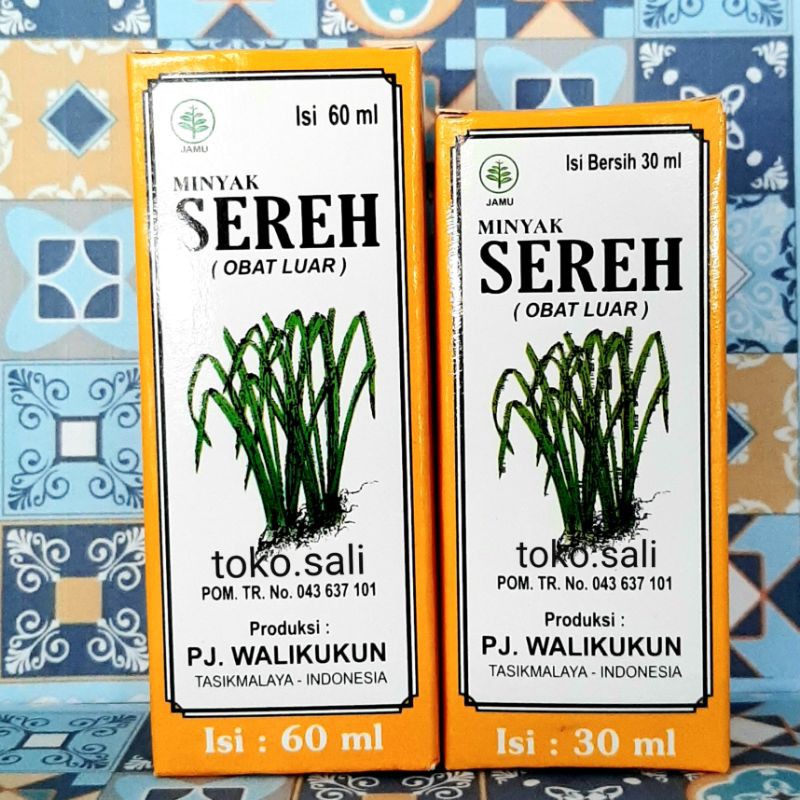 JAMU
Isi 60 ml
MINYAK
SEREH
( OBAT LUAR )
toko.sali
POM. TR. No. 043 637 101
Produksi :
PJ. WALIKUKUN
TASIKMALAYA - INDONESIA
Isi : 60 ml
JAMU
Isi Bersih 30 ml
MINYAK
SEREH
( OBAT LUAR )
toko.sali
POM. TR. No. 043 637 101
Produksi :
PJ. WALIKUKUN
TASIKMALAYA - INDONESIA
Isi : 30 ml